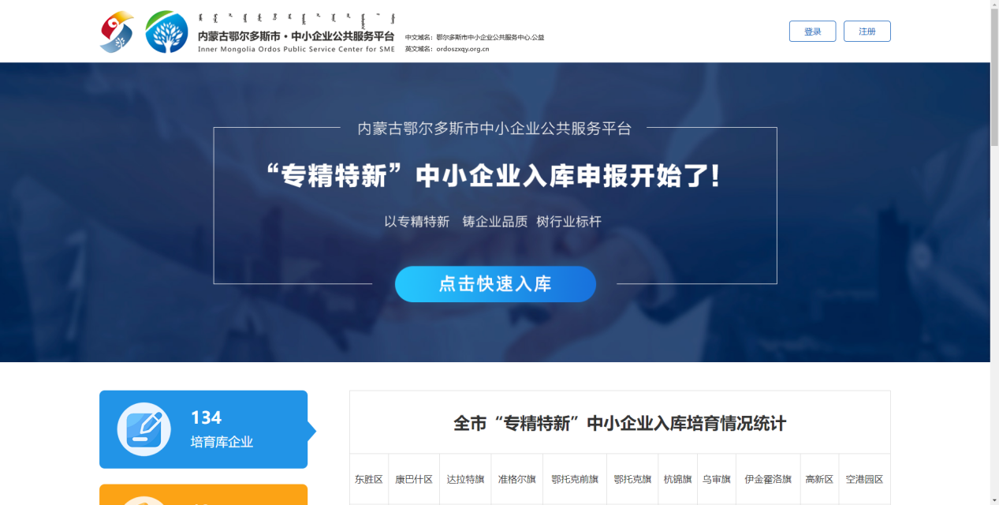 内蒙古鄂尔多斯市·中小企业公共服务平台
Inner Mongolia Ordos Public Service Center for SME
中文域名：鄂尔多斯市中小企业公共服务中心.公益
英文域名：ordoszxqy.org.cn
登录
注册
内蒙古鄂尔多斯市中小企业公共服务平台
“专精特新”中小企业入库申报开始了!
以专精特新 铸企业品质 树行业标杆
点击快速入库
134
培育库企业
全市“专精特新”中小企业入库培育情况统计
东胜区 康巴什区 达拉特旗 准格尔旗 鄂托克前旗 鄂托克旗 杭锦旗 乌审旗 伊金霍洛旗 高新区 空港园区